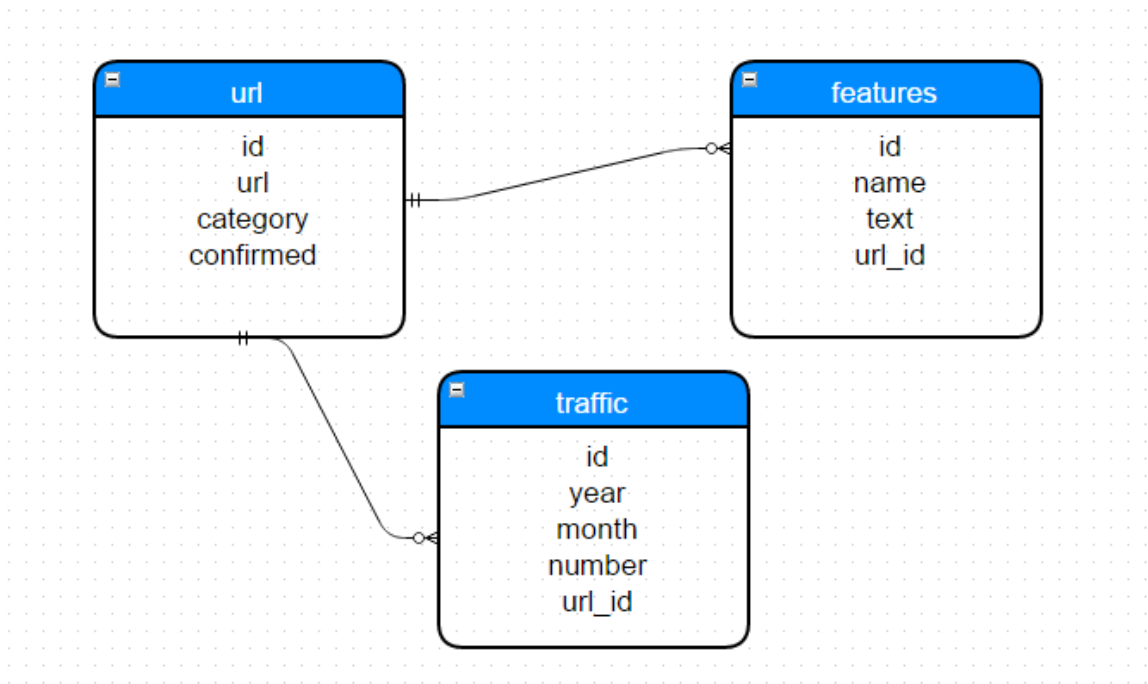 url
id
url
category
confirmed
features
id
name
text
url_id
traffic
id
year
month
number
url_id